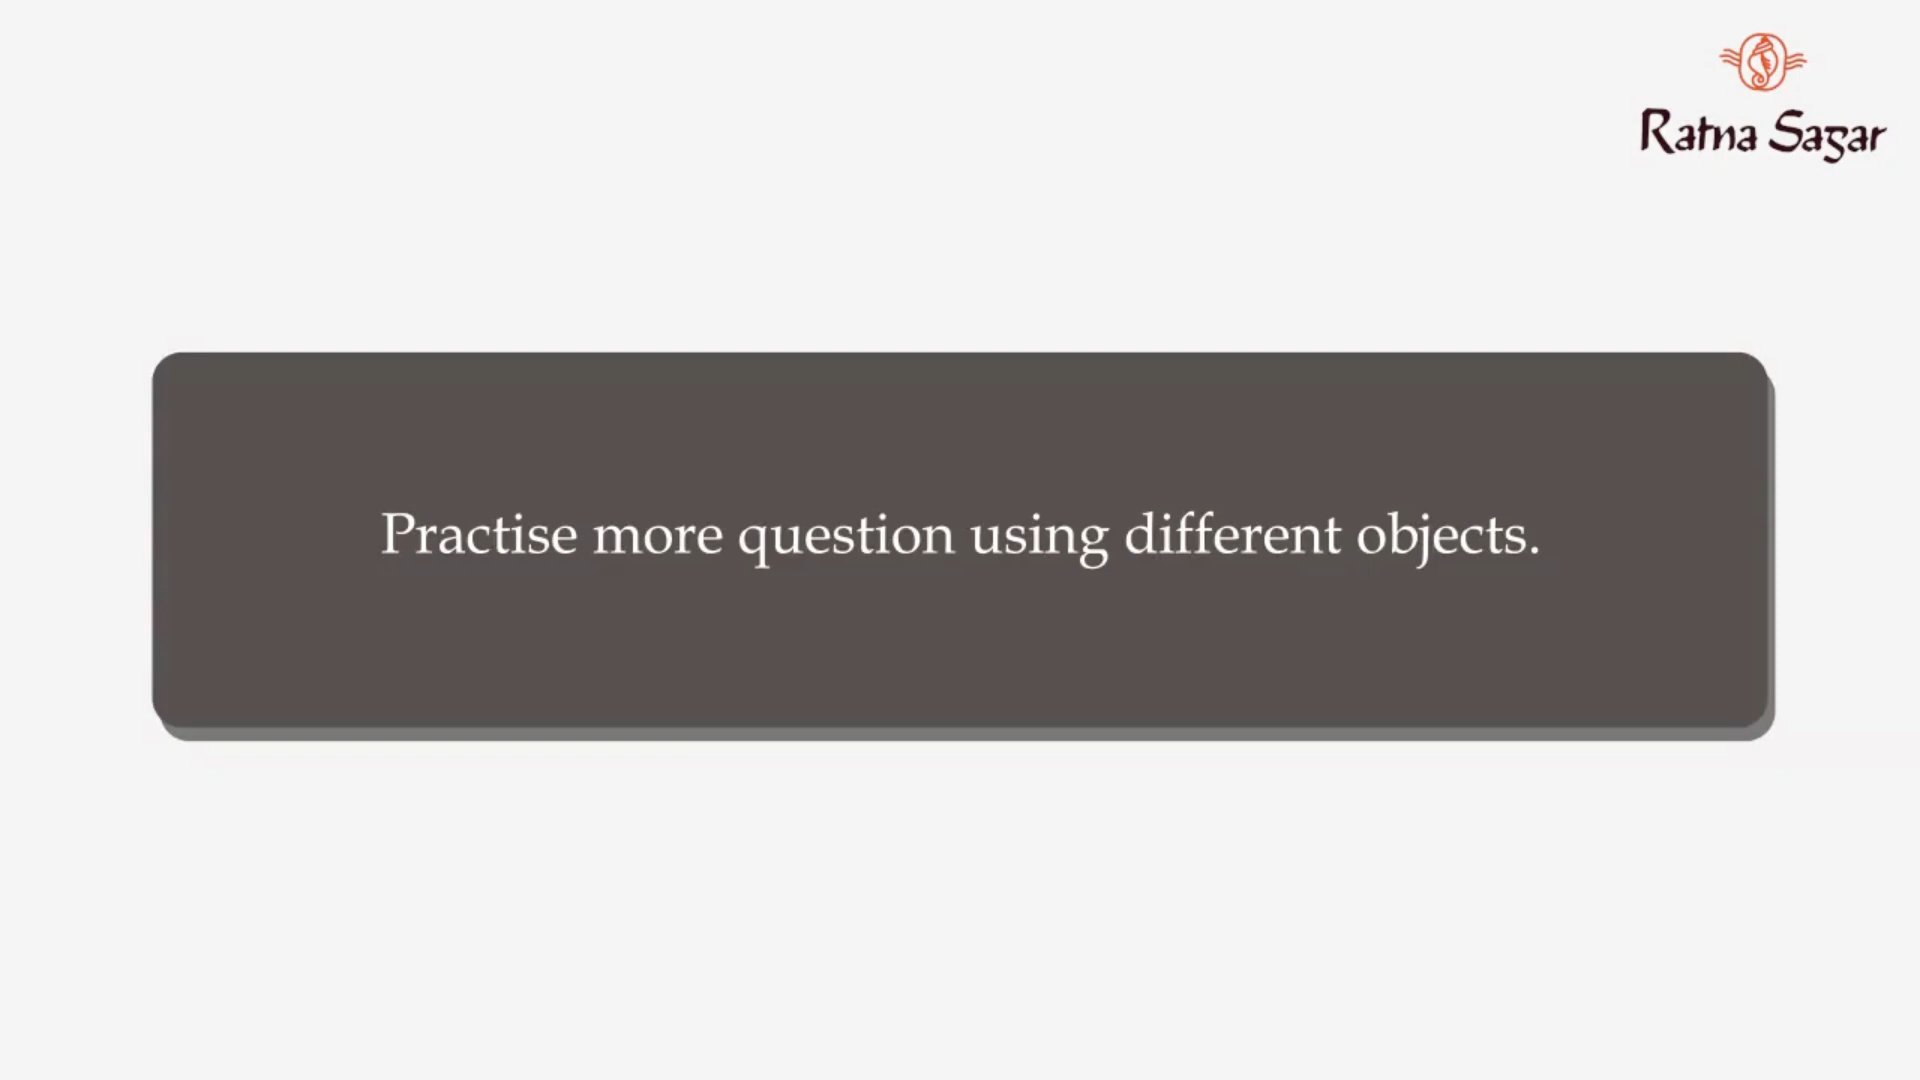 Ratna Sagar
Practise more question using different objects.